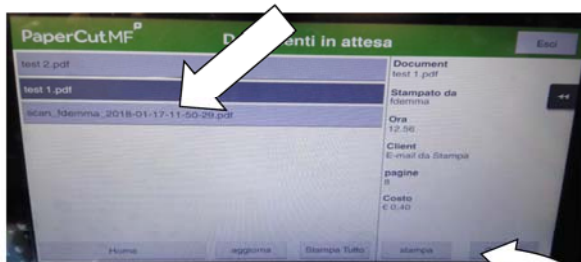 PaperCut MF
Documenti in attesa
Esci
test 2.pdf
test 1.pdf
scan_fdemma_2018-01-17-11-50-29.pdf
Document
test 1.pdf
Stampato da
fdemma
Ora
12.56
Client
E-mail da Stampa
pagine
8
Costo
€ 0,40
Home
aggiorna
Stampa Tutto
stampa